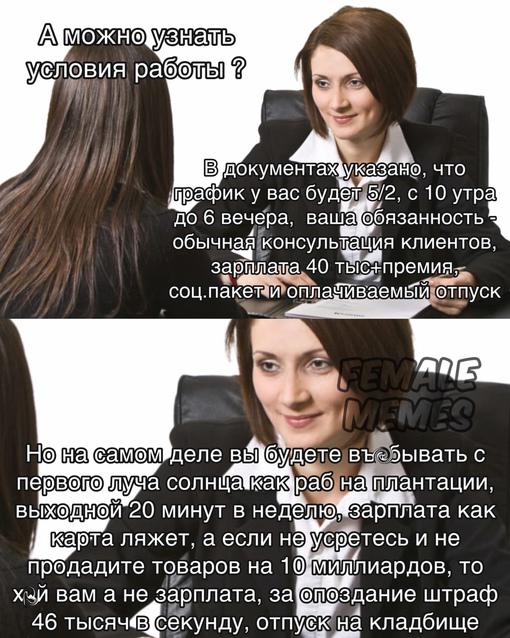 А можно узнать
условия работы ?
В документах указано, что
график у вас будет 5/2, с 10 утра
до 6 вечера, ваша обязанность -
обычная консультация клиентов,
зарплата 40 тыс+премия,
соц.пакет и оплачиваемый отпуск
FEMALE
MEMES
Но на самом деле вы будете въ@бывать с
первого луча солнца как раб на плантации,
выходной 20 минут в неделю, зарплата как
карта ляжет, а если не усретесь и не
продадите товаров на 10 миллиардов, то
х*й вам а не зарплата, за опоздание штраф
46 тысяч в секунду, отпуск на кладбище